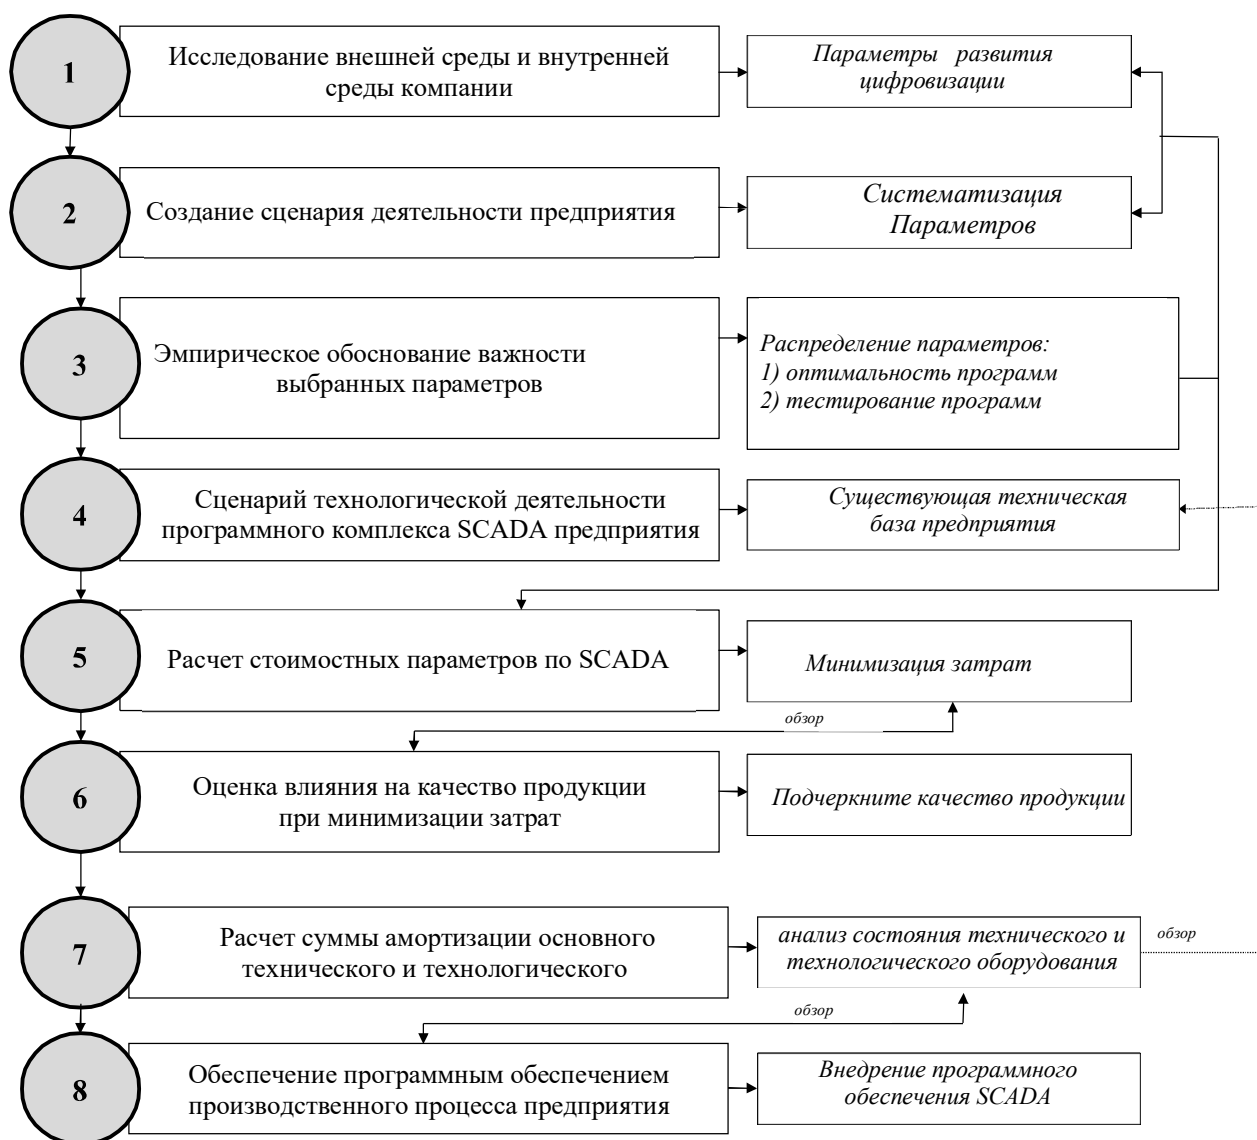 1
Исследование внешней среды и внутренней
среды компании
Параметры развития
цифровизации
2
Создание сценария деятельности предприятия
Систематизация
Параметров
3
Эмпирическое обоснование важности
выбранных параметров
Распределение параметров:
1) оптимальность программ
2) тестирование программ
4
Сценарий технологической деятельности
программного комплекса SCADA предприятия
Существующая техническая
база предприятия
5
Расчет стоимостных параметров по SCADA
Минимизация затрат
обзор
6
Оценка влияния на качество продукции
при минимизации затрат
Подчеркните качество продукции
7
Расчет суммы амортизации основного
технического и технологического
анализ состояния технического и
технологического оборудования
обзор
обзор
8
Обеспечение программным обеспечением
производственного процесса предприятия
Внедрение программного
обеспечения SCADA